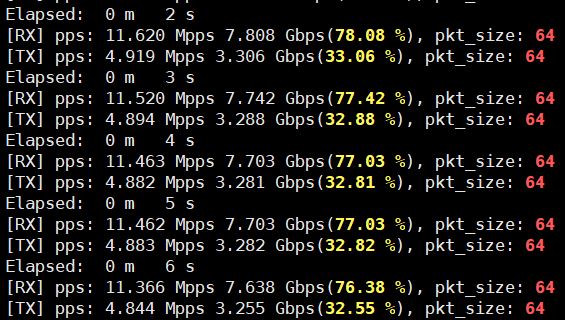 Elapsed:  0 m   2 s
[RX] pps: 11.620 Mpps 7.808 Gbps(78.08 %), pkt_size: 64
[TX] pps: 4.919 Mpps 3.306 Gbps(33.06 %), pkt_size: 64
Elapsed:  0 m   3 s
[RX] pps: 11.520 Mpps 7.742 Gbps(77.42 %), pkt_size: 64
[TX] pps: 4.894 Mpps 3.288 Gbps(32.88 %), pkt_size: 64
Elapsed:  0 m   4 s
[RX] pps: 11.463 Mpps 7.703 Gbps(77.03 %), pkt_size: 64
[TX] pps: 4.882 Mpps 3.281 Gbps(32.81 %), pkt_size: 64
Elapsed:  0 m   5 s
[RX] pps: 11.462 Mpps 7.703 Gbps(77.03 %), pkt_size: 64
[TX] pps: 4.883 Mpps 3.282 Gbps(32.82 %), pkt_size: 64
Elapsed:  0 m   6 s
[RX] pps: 11.366 Mpps 7.638 Gbps(76.38 %), pkt_size: 64
[TX] pps: 4.844 Mpps 3.255 Gbps(32.55 %), pkt_size: 64